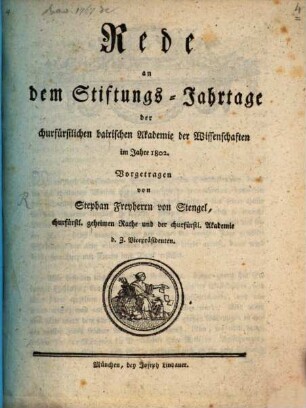 Rede
an
dem Stiftungs-Jahrtage
der
churfürstlichen bairischen Akademie der Wissenschaften
im Jahre 1802.
Vorgetragen
von
Stephan Freyherrn von Stengel,
churfürstl. geheimen Rathe und der churfürstl. Akademie
d. Z. Vicepräsidenten.
München, bey Joseph Lindauer.